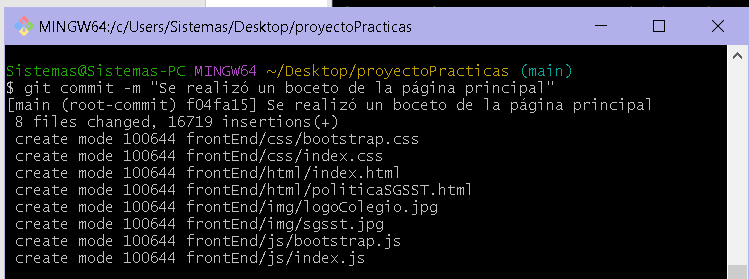 MINGW64:/c/Users/Sistemas/Desktop/proyectoPracticas
Sistemas@Sistemas-PC MINGW64 ~/Desktop/proyectoPracticas (main)
$ git commit -m "Se realizó un boceto de la página principal"
[main (root-commit) f04fa15] Se realizó un boceto de la página principal
 8 files changed, 16719 insertions(+)
 create mode 100644 frontEnd/css/bootstrap.css
 create mode 100644 frontEnd/css/index.css
 create mode 100644 frontEnd/html/index.html
 create mode 100644 frontEnd/html/politicaSGSST.html
 create mode 100644 frontEnd/img/logoColegio.jpg
 create mode 100644 frontEnd/img/sgsst.jpg
 create mode 100644 frontEnd/js/bootstrap.js
 create mode 100644 frontEnd/js/index.js